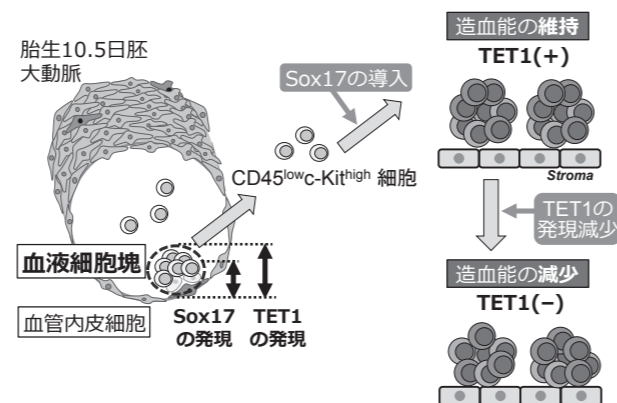 胎生10.5日胚
大動脈
血液細胞塊
血管内皮細胞
Sox17
の発現
TET1
の発現
CD45lowc-Kithigh 細胞
Sox17の導入
造血能の維持
TET1(+)
Stroma
TET1の
発現減少
造血能の減少
TET1(−)